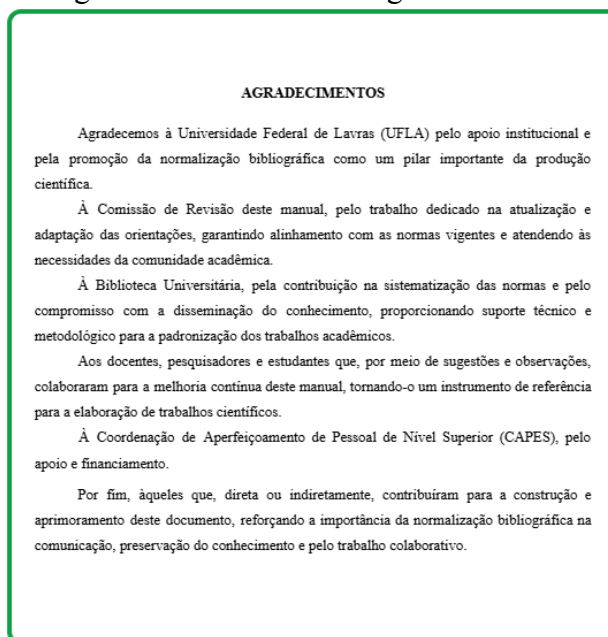 AGRADECIMENTOS
Agradecemos à Universidade Federal de Lavras (UFLA) pelo apoio institucional e
pela promoção da normalização bibliográfica como um pilar importante da produção
científica.
À Comissão de Revisão deste manual, pelo trabalho dedicado na atualização e
adaptação das orientações, garantindo alinhamento com as normas vigentes e atendendo às
necessidades da comunidade acadêmica.
À Biblioteca Universitária, pela contribuição na sistematização das normas e pelo
compromisso com a disseminação do conhecimento, proporcionando suporte técnico e
metodológico para a padronização dos trabalhos acadêmicos.
Aos docentes, pesquisadores e estudantes que, por meio de sugestões e observações,
colaboraram para a melhoria contínua deste manual, tornando-o um instrumento de referência
para a elaboração de trabalhos científicos.
À Coordenação de Aperfeiçoamento de Pessoal de Nível Superior (CAPES), pelo
apoio e financiamento.
Por fim, àqueles que, direta ou indiretamente, contribuíram para a construção e
aprimoramento deste documento, reforçando a importância da normalização bibliográfica na
comunicação, preservação do conhecimento e pelo trabalho colaborativo.